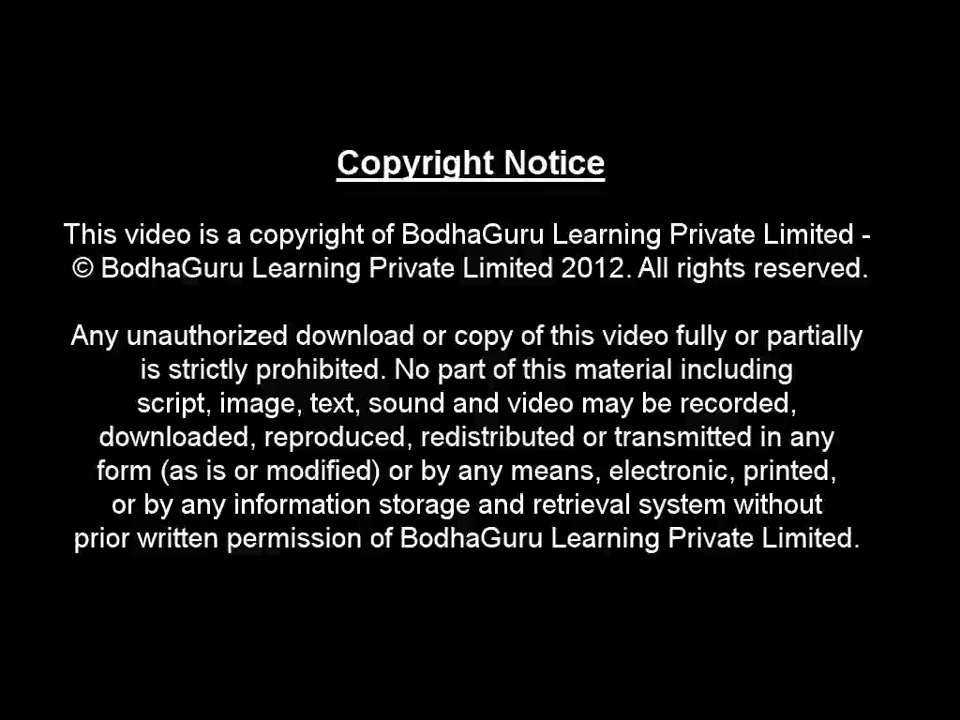 Copyright Notice
This video is a copyright of BodhaGuru Learning Private Limited -
© BodhaGuru Learning Private Limited 2012. All rights reserved.
Any unauthorized download or copy of this video fully or partially
is strictly prohibited. No part of this material including
script, image, text, sound and video may be recorded,
downloaded, reproduced, redistributed or transmitted in any
form (as is or modified) or by any means, electronic, printed,
or by any information storage and retrieval system without
prior written permission of BodhaGuru Learning Private Limited.